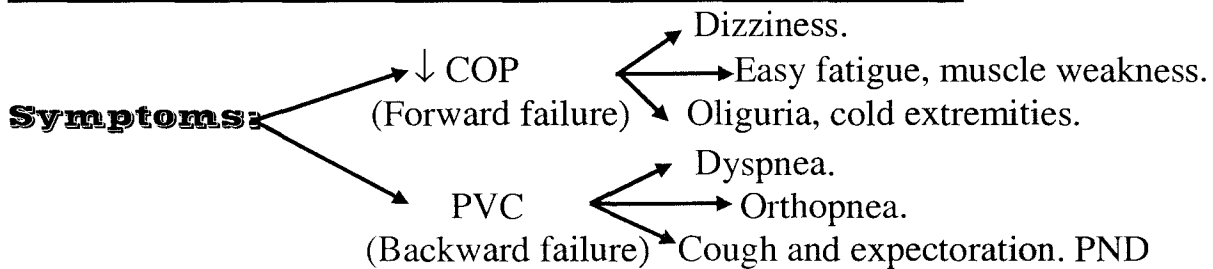 Dizziness.
↓ COP
Easy fatigue, muscle weakness.
Symptoms:
(Forward failure)
Oliguria, cold extremities.
Dyspnea.
PVC
Orthopnea.
(Backward failure)
Cough and expectoration. PND